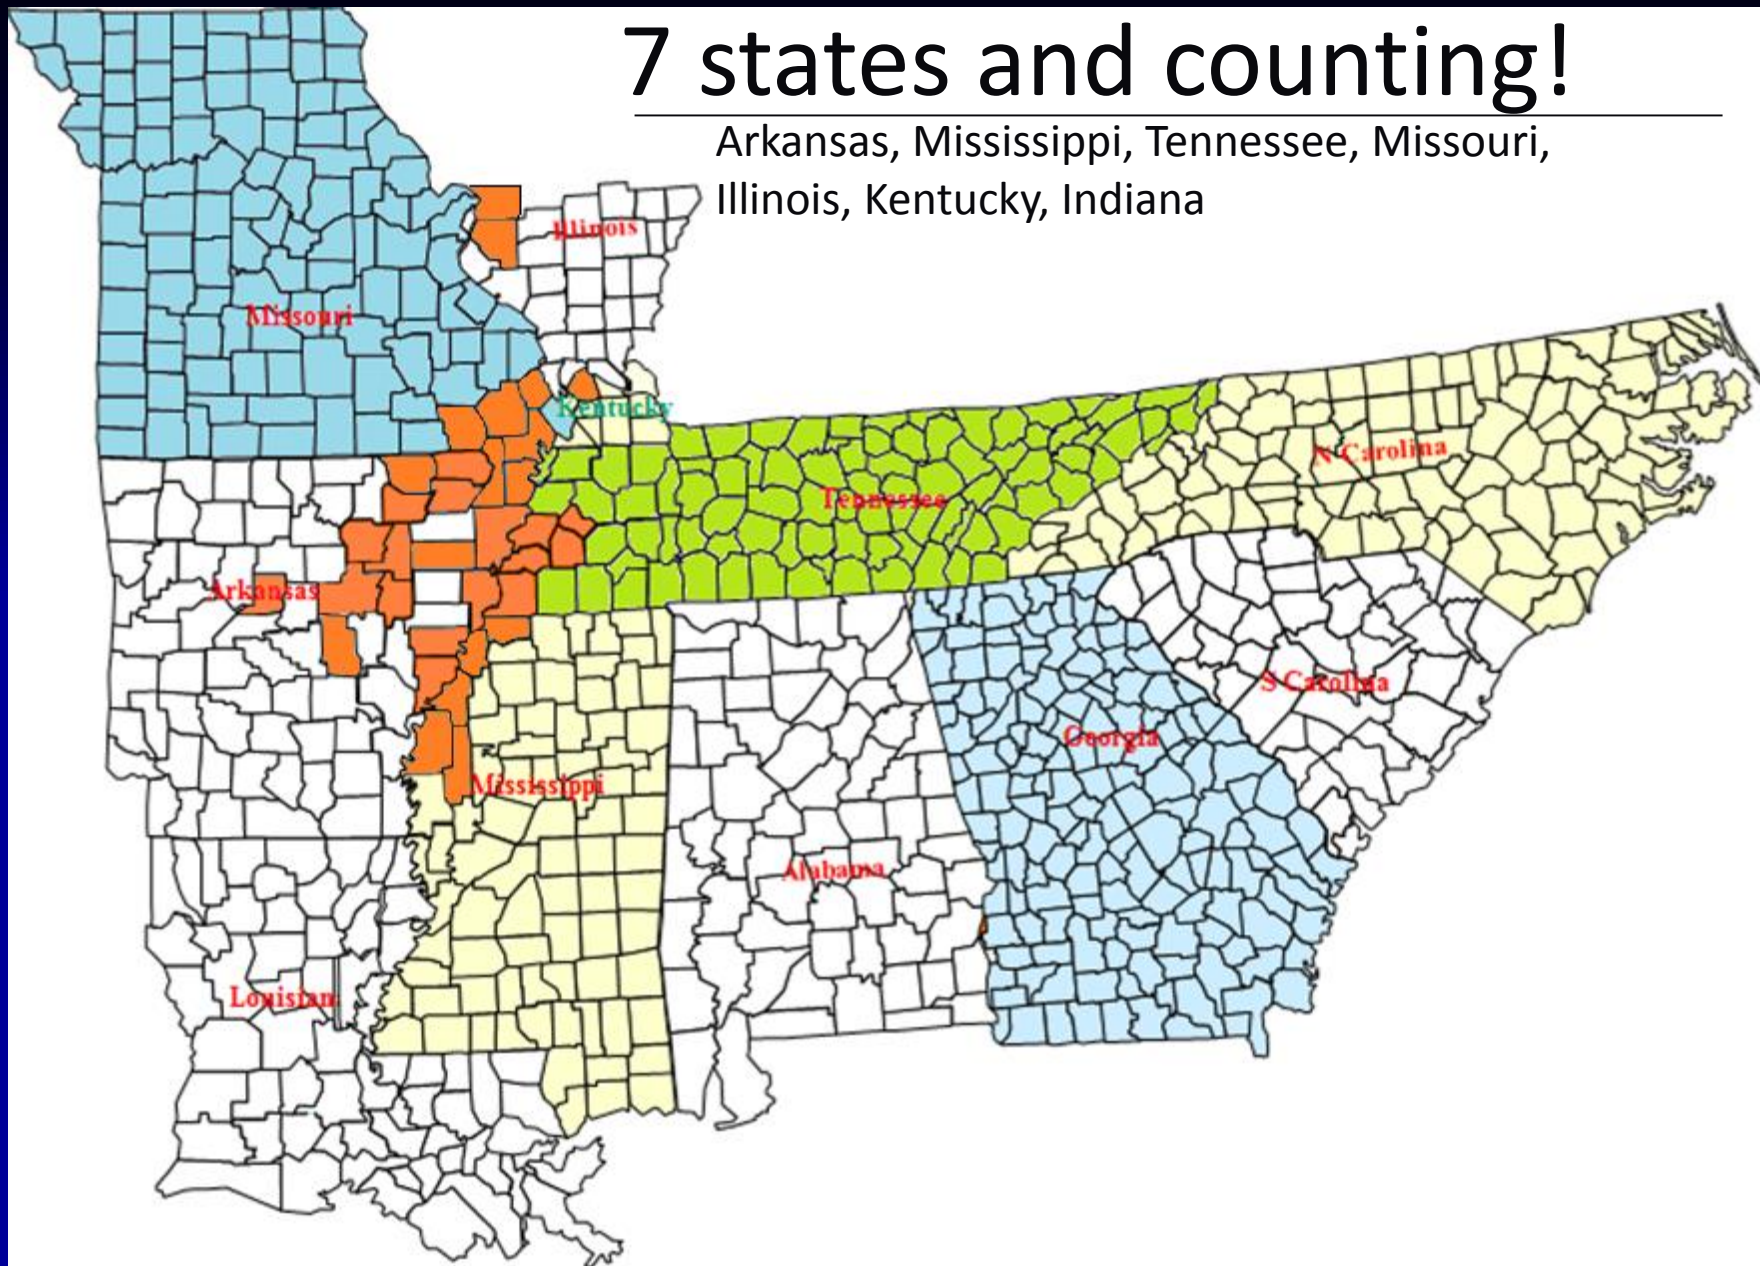 7 states and counting!
Arkansas, Mississippi, Tennessee, Missouri,
Illinois, Kentucky, Indiana
Illinois
Missouri
Kentucky
N Carolina
Tennessee
Arkansas
S Carolina
Georgia
Mississippi
Alabama
Louisian